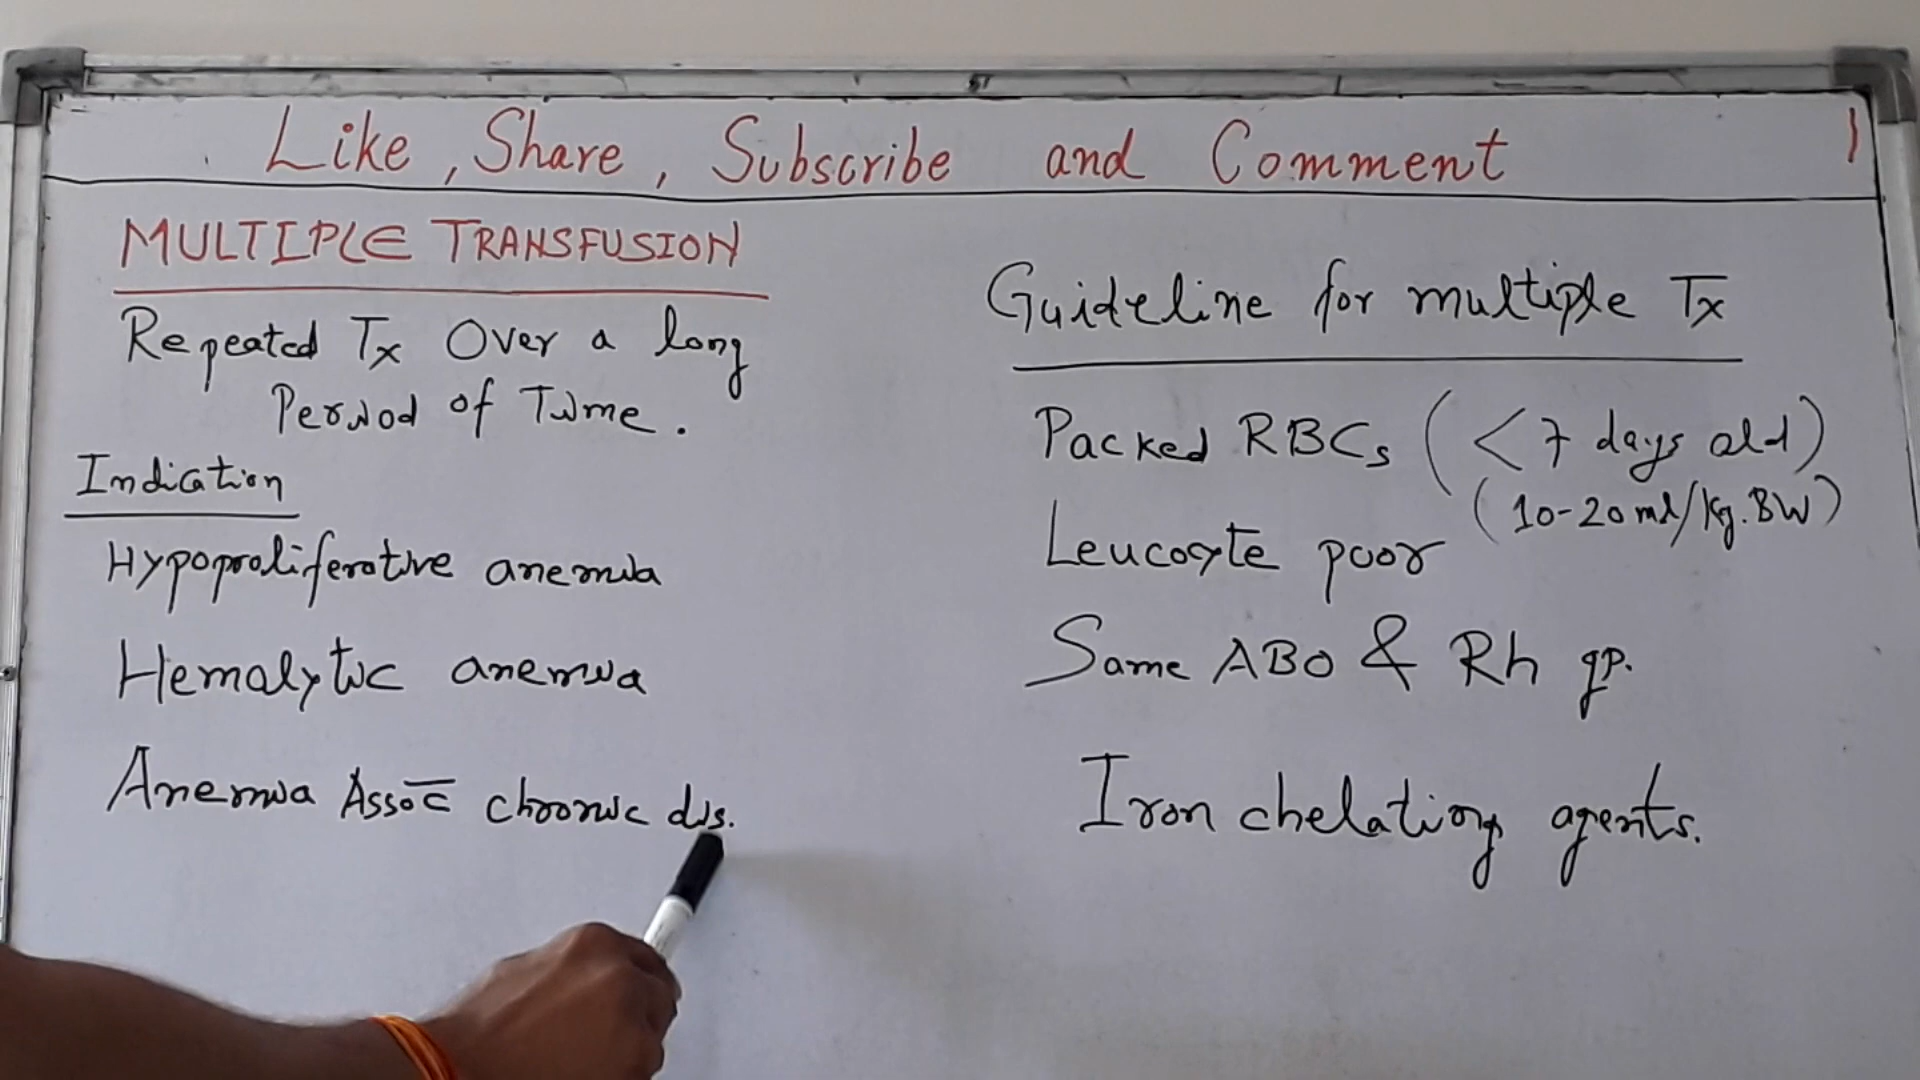 Like, Share, Subscribe and Comment
MULTIPLE TRANSFUSION
Repeated Tx Over a long
Period of Time.
Indication
Hypoproliferative anemia
Hemolytic anemia
Anemia Assoc̅ chronic dis.
Guideline for multiple Tx
Packed RBCs (<7 days old)
(10-20 ml/Kg.BW)
Leucocyte poor
Same ABO & Rh gp.
Iron chelating agents.